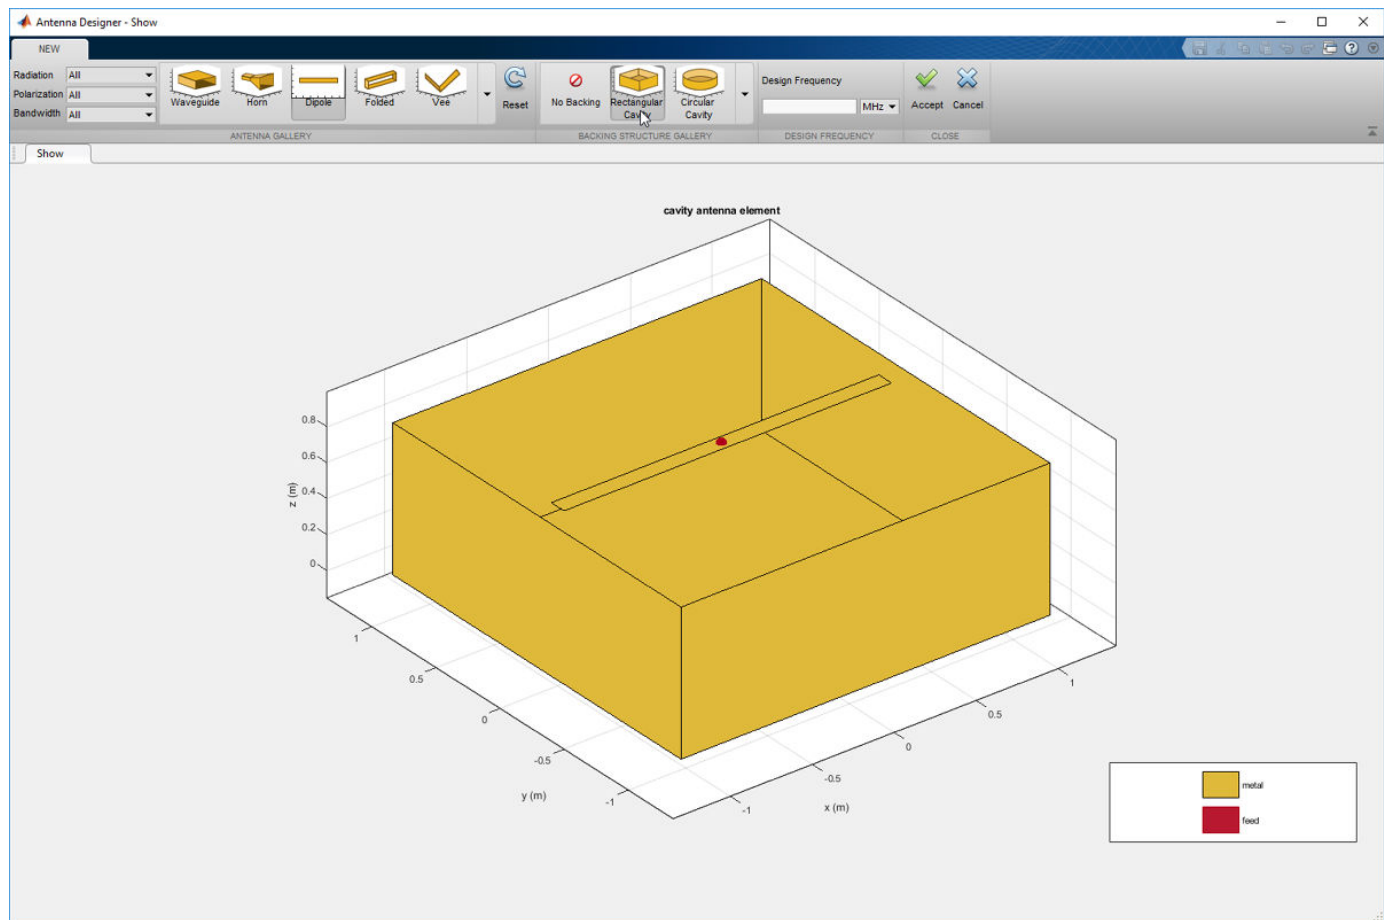 Antenna Designer - Show
NEW
Radiation All
Polarization All
Bandwidth All
Waveguide
Horn
Dipole
Folded
Vee
Reset
No Backing
Rectangular
Cavity
Circular
Cavity
Design Frequency
MHz
Accept
Cancel
ANTENNA GALLERY
BACKING STRUCTURE GALLERY
DESIGN FREQUENCY
CLOSE
Show
cavity antenna element
0.8
0.6
0.4
0.2
0
z (m)
1
0.5
0
-0.5
-1
y (m)
-1
-0.5
0
0.5
1
x (m)
metal
feed